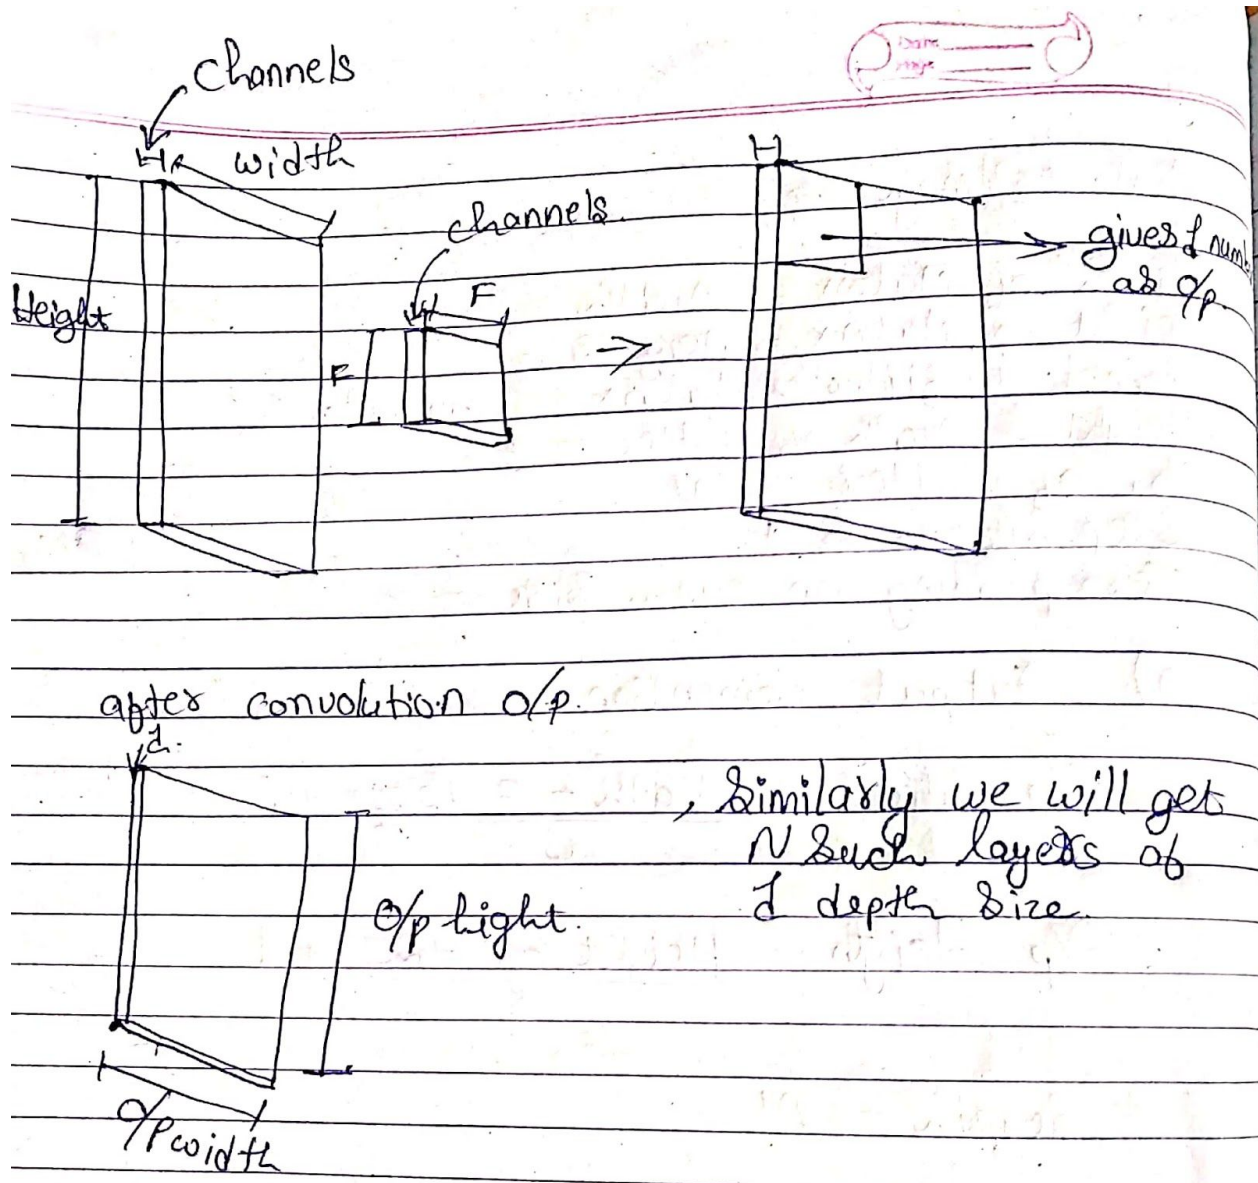 Channels
width
Height
channels.
F
F
gives 1 num
as o/p.
after convolution o/p.
1.
O/p hight.
O/p width
, Similarly we will get
N such layers of
1 depth size.